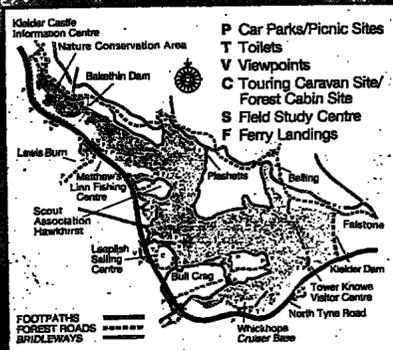 Kielder Castle
Information Centre
Nature Conservation Area
Bakethin Dam
P Car Parks/Picnic Sites
T Toilets
V Viewpoints
C Touring Caravan Site/
Forest Cabin Site
S Field Study Centre
F Ferry Landings
Lewis Burn
Matthew's
Linn Fishing
Centre
Plashetts
Belling
Scout
Association
Hawkhirst
Falstone
Leaplish
Sailing
Centre
Bull Crag
Kielder Dam
Tower Knowe
Visitor Centre
North Tyne Road
Whickhope
Cruiser Base
FOOTPATHS
FOREST ROADS
BRIDLEWAYS